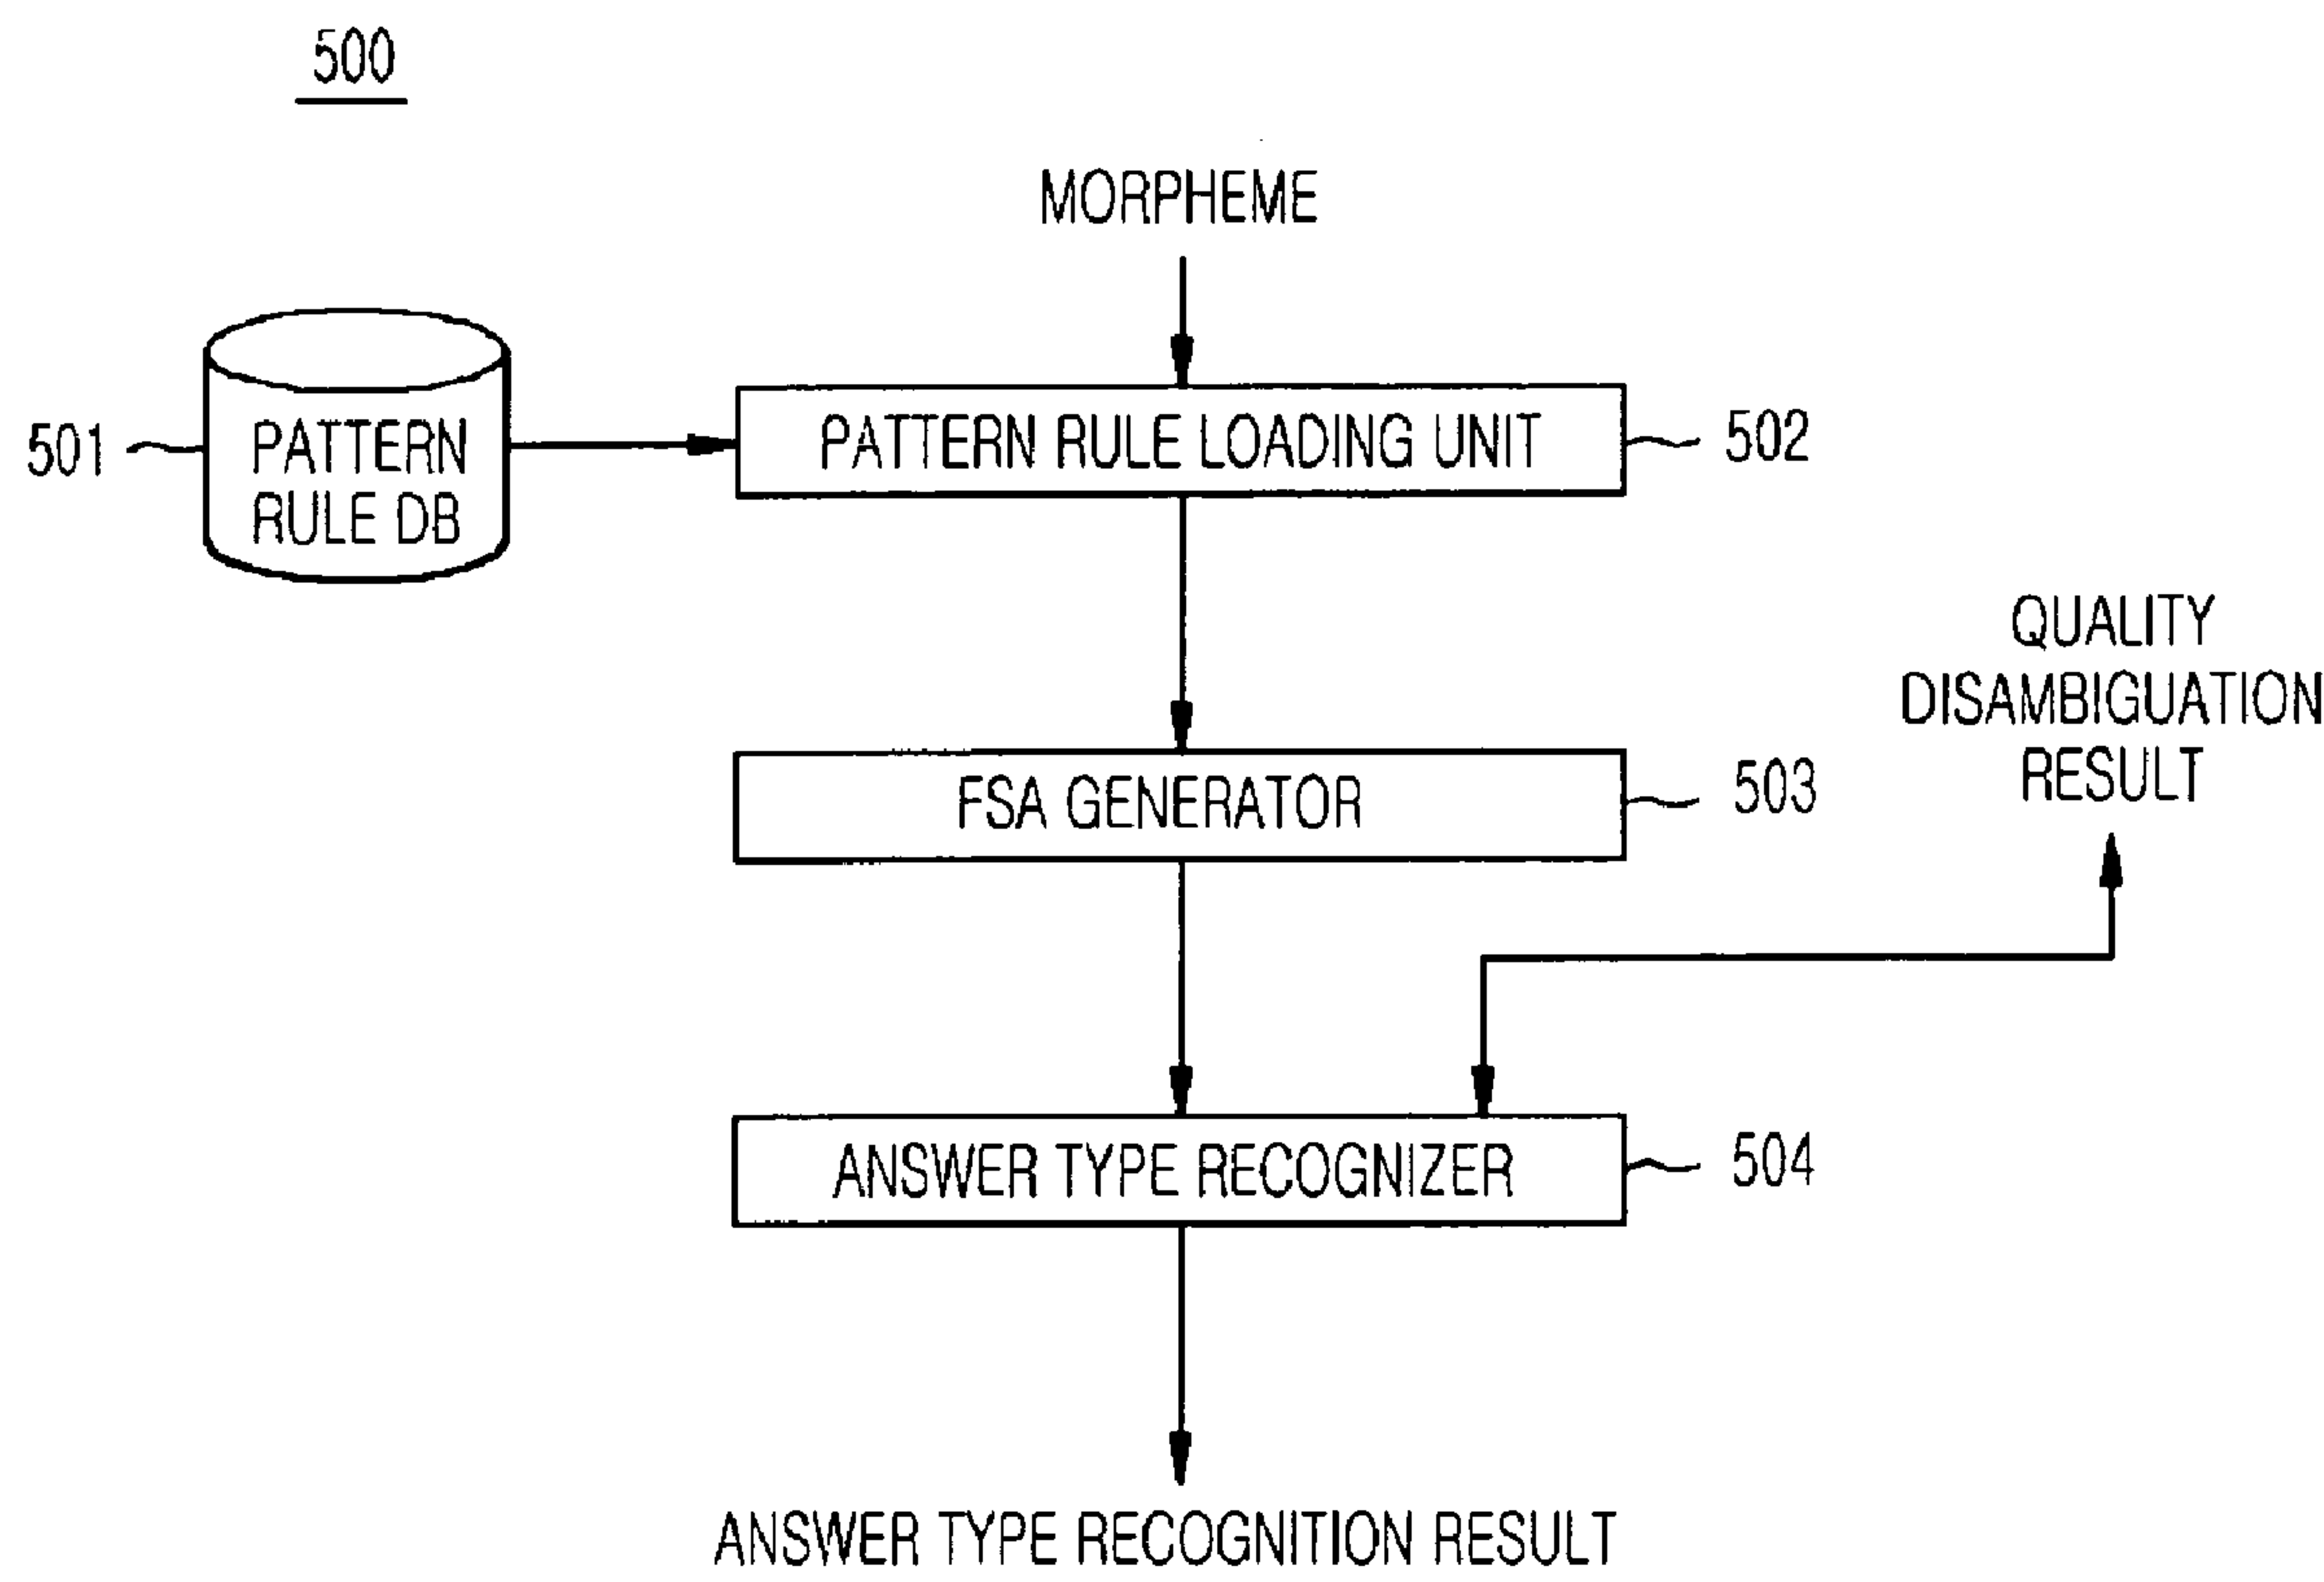 500
MORPHEME
501
PATTERN
RULE DB
PATTERN RULE LOADING UNIT
502
QUALITY
DISAMBIGUATION
RESULT
FSA GENERATOR
503
ANSWER TYPE RECOGNIZER
504
ANSWER TYPE RECOGNITION RESULT